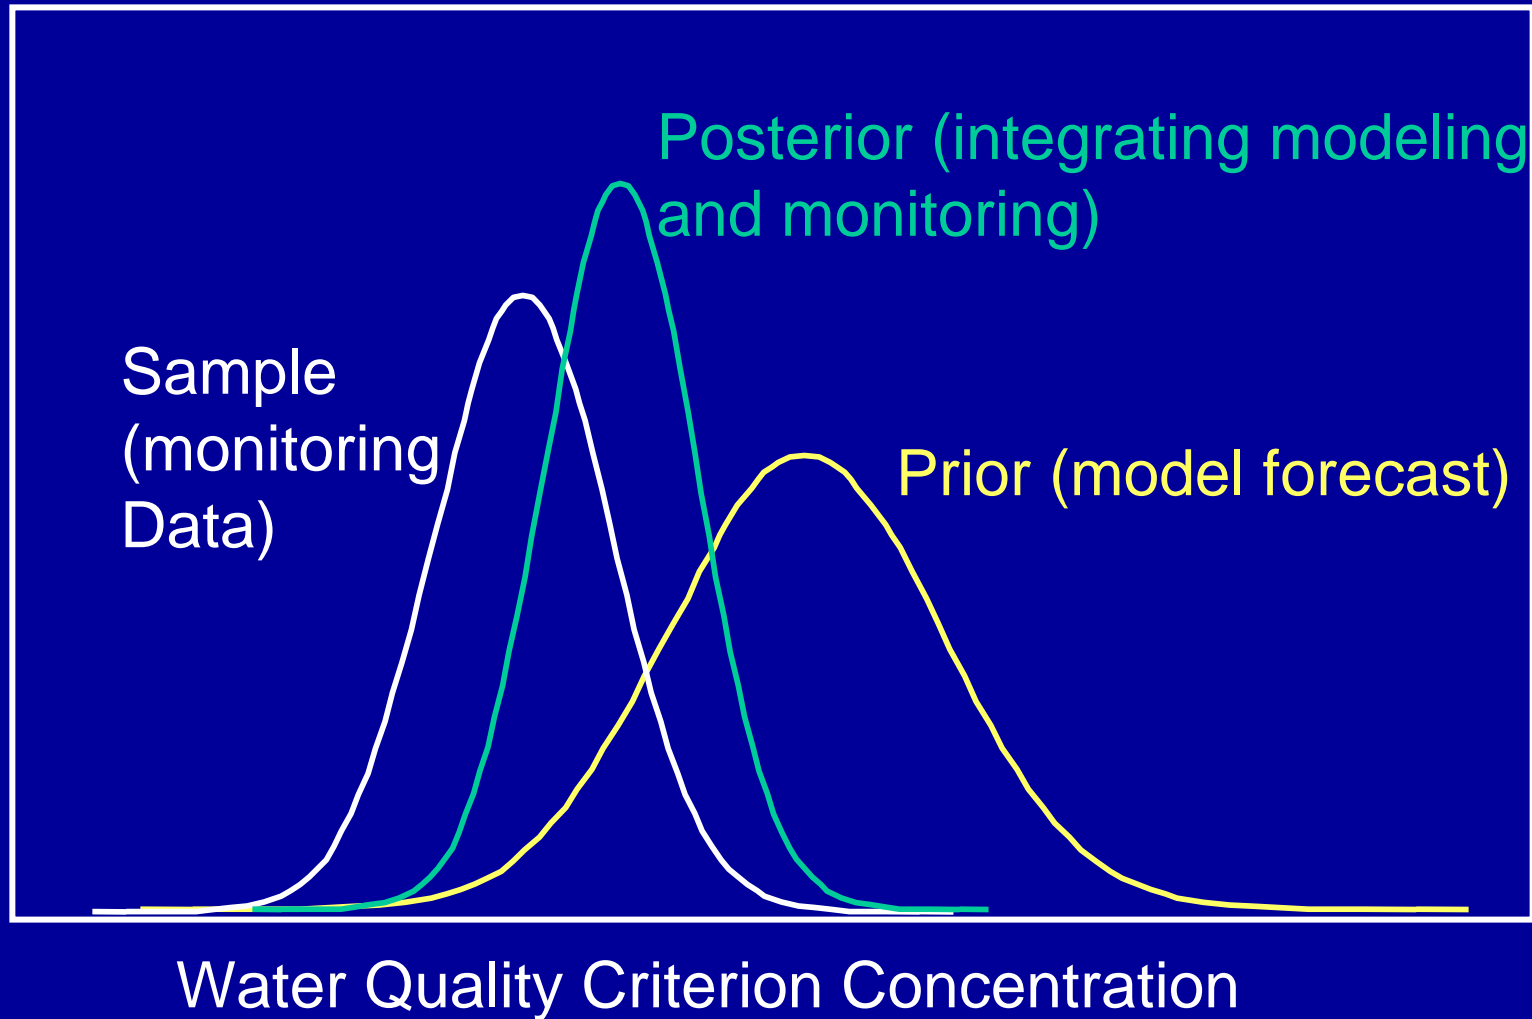 Posterior (integrating modeling
and monitoring)
Sample
(monitoring
Data)
Prior (model forecast)
Water Quality Criterion Concentration